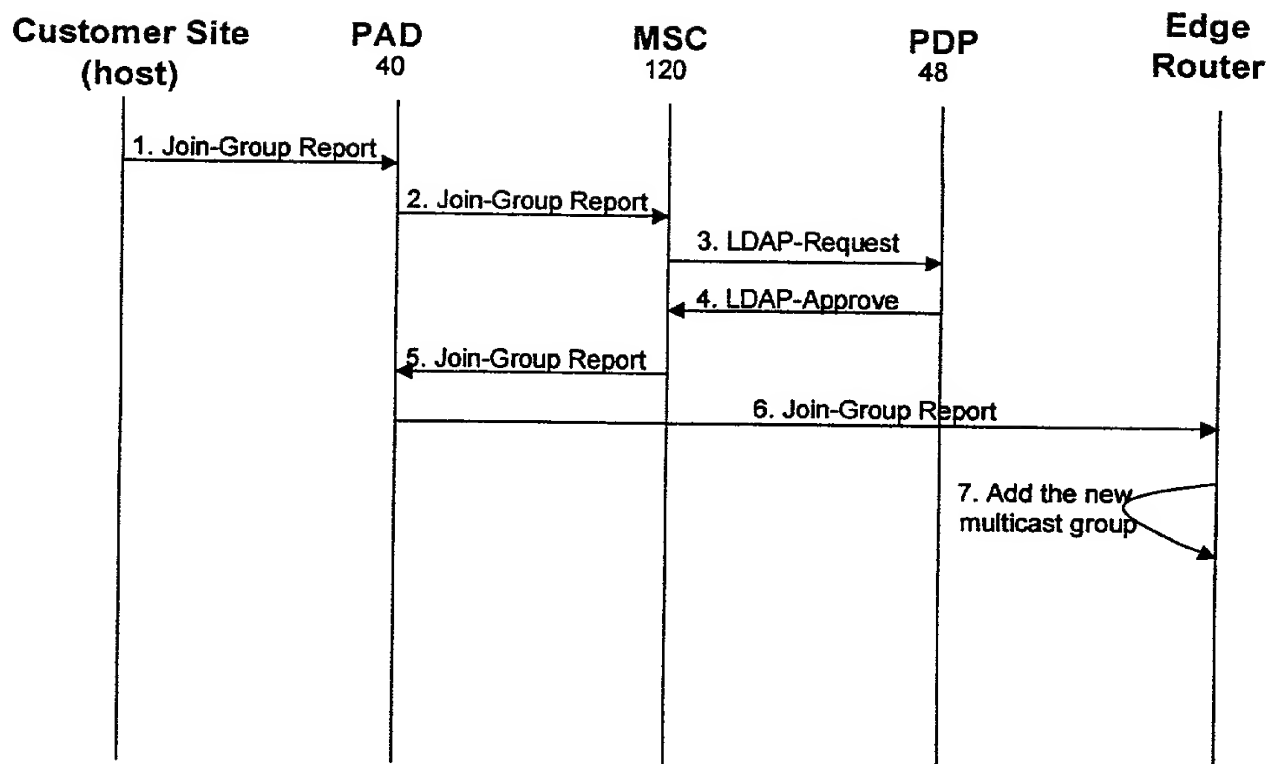 Customer Site
(host)
PAD
40
MSC
120
PDP
48
Edge
Router
1. Join-Group Report
2. Join-Group Report
3. LDAP-Request
4. LDAP-Approve
5. Join-Group Report
6. Join-Group Report
7. Add the new
multicast group